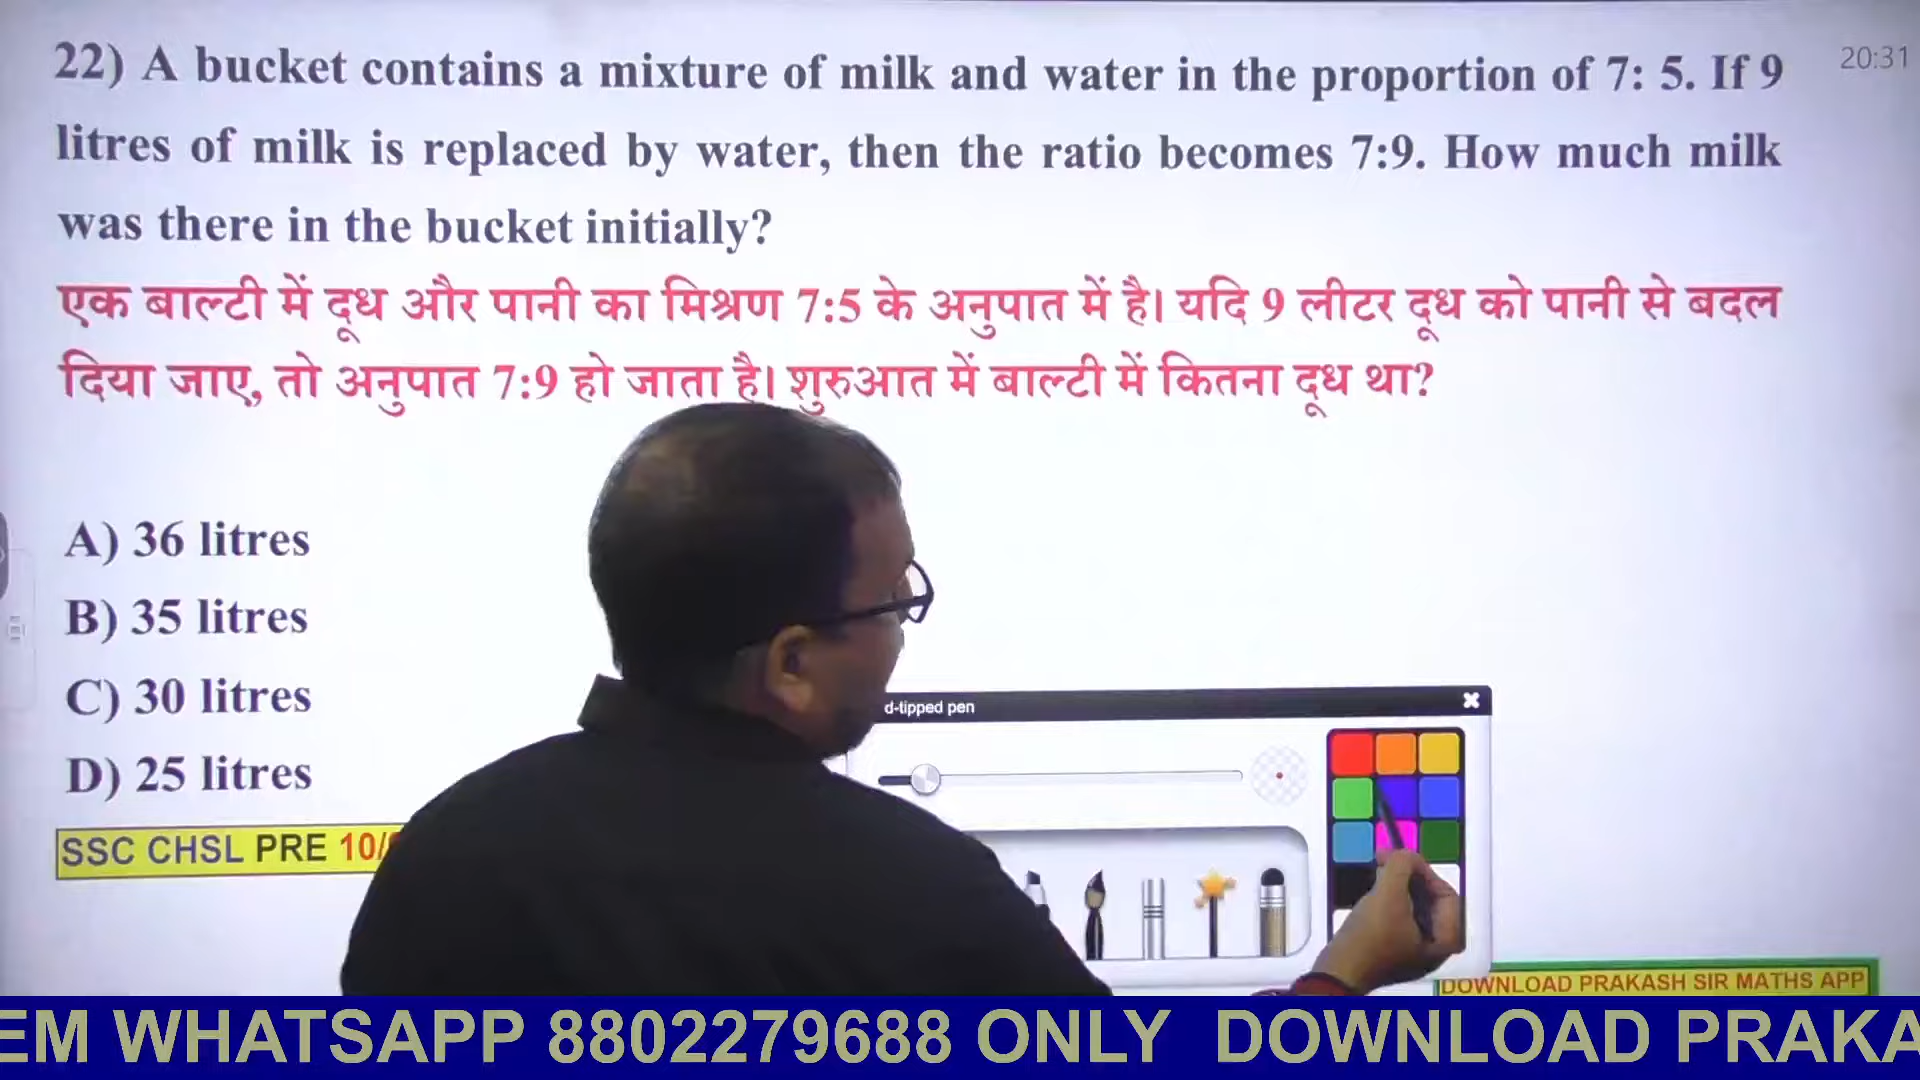 22) A bucket contains a mixture of milk and water in the proportion of 7: 5. If 9
20:31
litres of milk is replaced by water, then the ratio becomes 7:9. How much milk
was there in the bucket initially?
एक बाल्टी में दूध और पानी का मिश्रण 7:5 के अनुपात में है। यदि 9 लीटर दूध को पानी से बदल
दिया जाए, तो अनुपात 7:9 हो जाता है। शुरुआत में बाल्टी में कितना दूध था?
A) 36 litres
B) 35 litres
C) 30 litres
D) 25 litres
d-tipped pen
SSC CHSL PRE 10/
DOWNLOAD PRAKASH SIR MATHS APP
EM WHATSAPP 8802279688 ONLY DOWNLOAD PRAKA